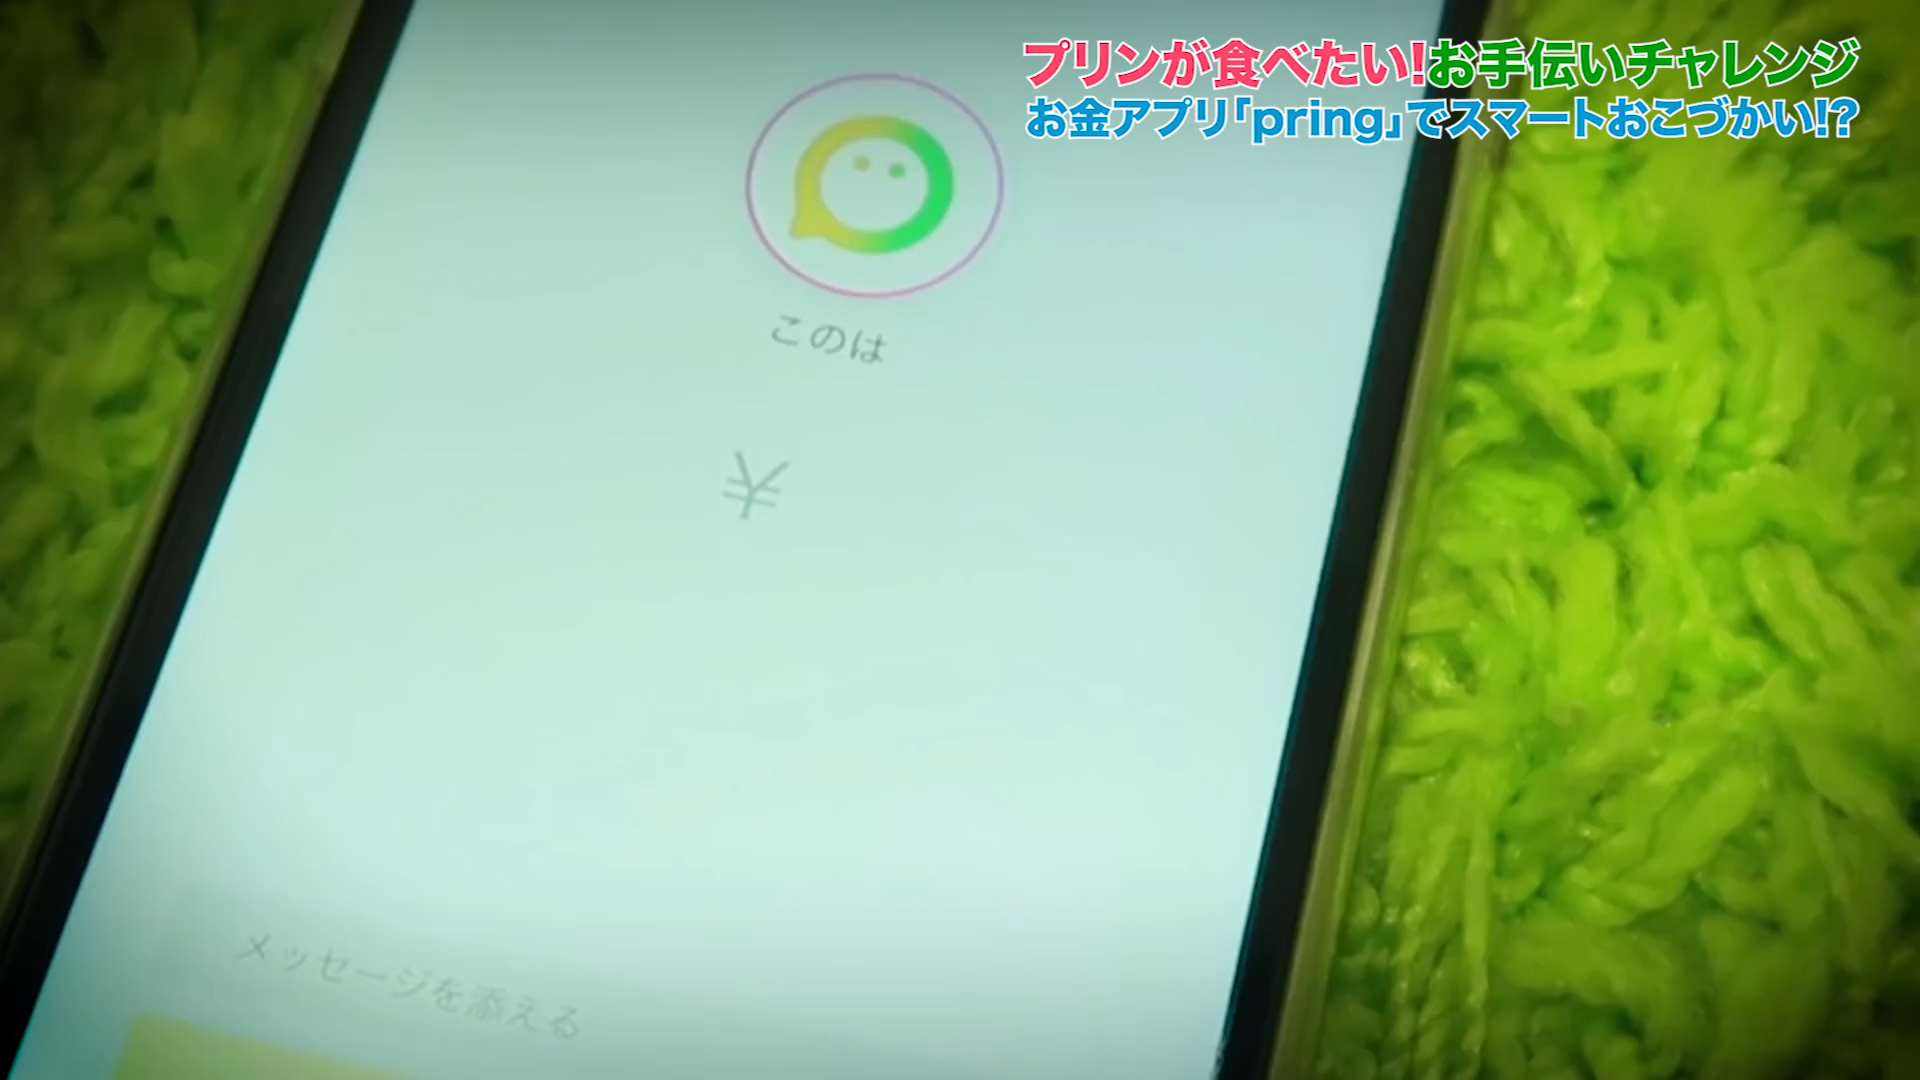 プリンが食べたい!お手伝いチャレンジ
お金アプリ「pring」でスマートおこづかい!?
このは
¥
メッセージを添える